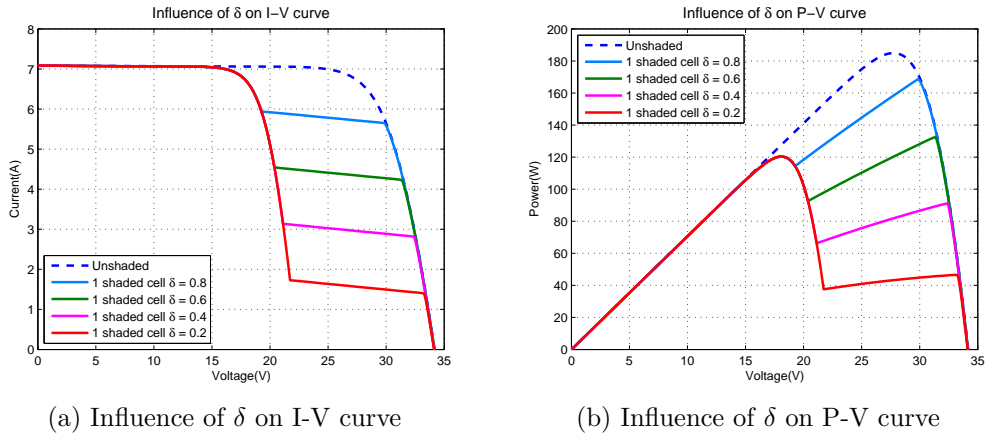 Influence of δ on I−V curve
8
7
6
5
4
3
2
1
0
Current(A)
Unshaded
1 shaded cell δ = 0.8
1 shaded cell δ = 0.6
1 shaded cell δ = 0.4
1 shaded cell δ = 0.2
0 5 10 15 20 25 30 35
Voltage(V)
(a) Influence of δ on I-V curve
Influence of δ on P−V curve
200
180
160
140
120
100
80
60
40
20
0
Power(W)
Unshaded
1 shaded cell δ = 0.8
1 shaded cell δ = 0.6
1 shaded cell δ = 0.4
1 shaded cell δ = 0.2
0 5 10 15 20 25 30 35
Voltage(V)
(b) Influence of δ on P-V curve